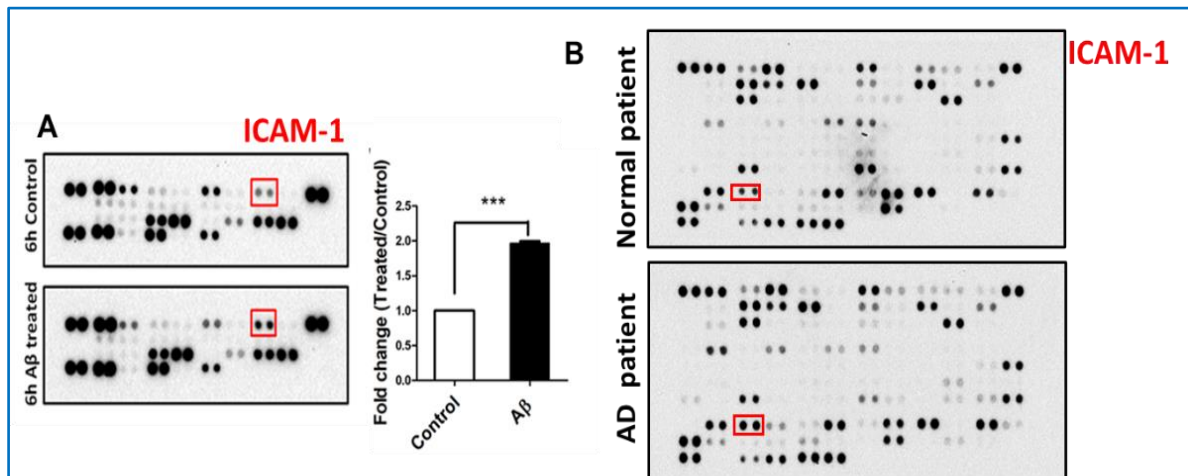 A
ICAM-1
6h Control
6h Aβ treated
Fold change (Treated/Control)
2.5
2.0
1.5
1.0
0.5
0.0
***
Control
Aβ
B
ICAM-1
Normal patient
AD patient